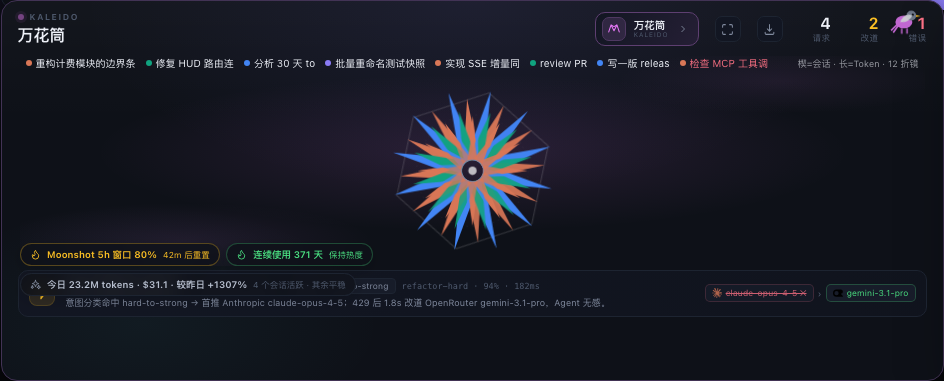 KALEIDO
万花筒
万花筒
KALEIDO
4
请求
2
改道
1
错误
重构计费模块的边界条
修复 HUD 路由连
分析 30 天 to
批量重命名测试快照
实现 SSE 增量同
review PR
写一版 releas
检查 MCP 工具调
楔=会话 · 长=Token · 12 折镜
Moonshot 5h 窗口 80% 42m 后重置
连续使用 371 天 保持热度
今日 23.2M tokens · $31.1 · 较昨日 +1307% 4 个会话活跃 · 其余平稳
o-strong refactor-hard · 94% · 182ms
意图分类命中 hard-to-strong → 首推 Anthropic claude-opus-4-5；429 后 1.8s 改道 OpenRouter gemini-3.1-pro，Agent 无感。
claude-opus-4-5 ✕ › gemini-3.1-pro